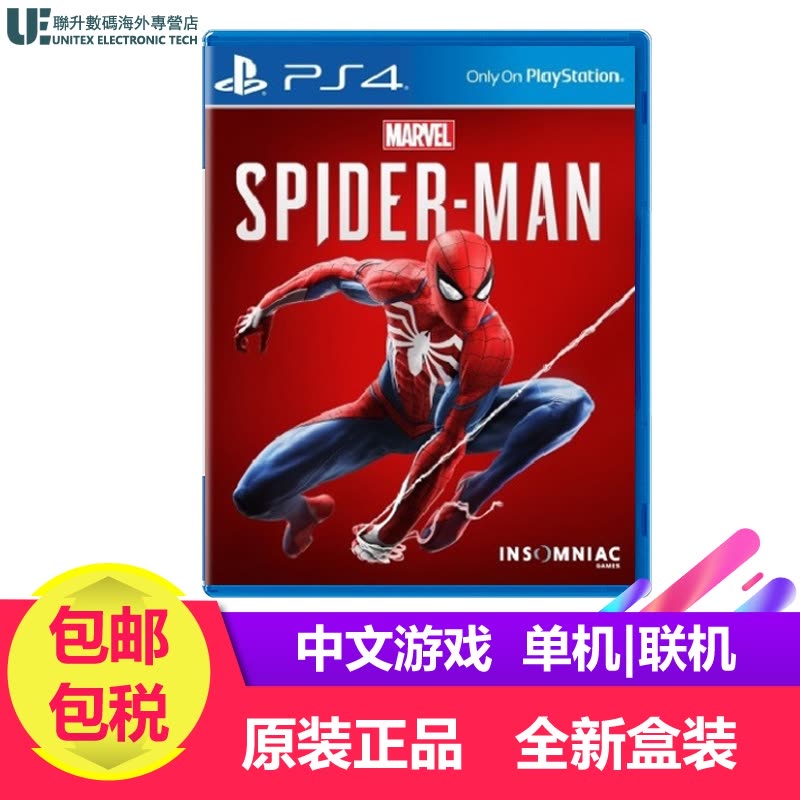 UE 聯升數碼海外專營店
UNITEX ELECTRONIC TECH
PS4
Only On PlayStation.
MARVEL
SPIDER-MAN
INSOMNIAC
GAMES
包邮
包税
中文游戏 单机|联机
原装正品 全新盒装